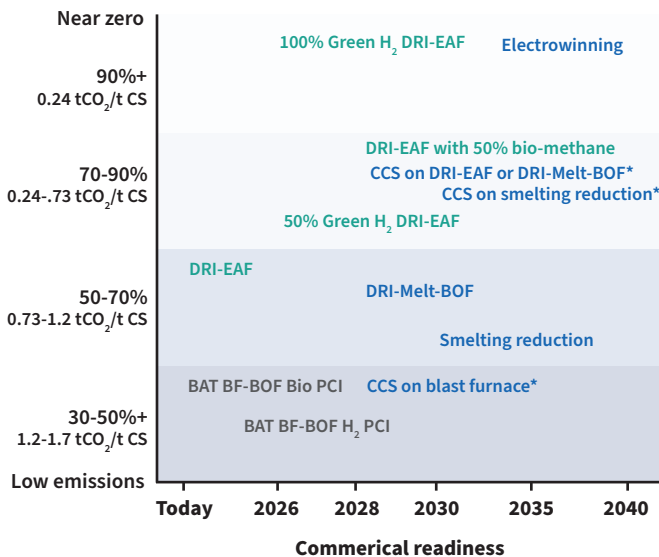 Near zero
100% Green H2 DRI-EAF
Electrowinning
90%+
0.24 tCO2/t CS
DRI-EAF with 50% bio-methane
70-90%
CCS on DRI-EAF or DRI-Melt-BOF*
0.24-.73 tCO2/t CS
CCS on smelting reduction*
50% Green H2 DRI-EAF
DRI-EAF
50-70%
DRI-Melt-BOF
0.73-1.2 tCO2/t CS
Smelting reduction
BAT BF-BOF Bio PCI
CCS on blast furnace*
30-50%+
BAT BF-BOF H2 PCI
1.2-1.7 tCO2/t CS
Low emissions
Today 2026 2028 2030 2035 2040
Commerical readiness